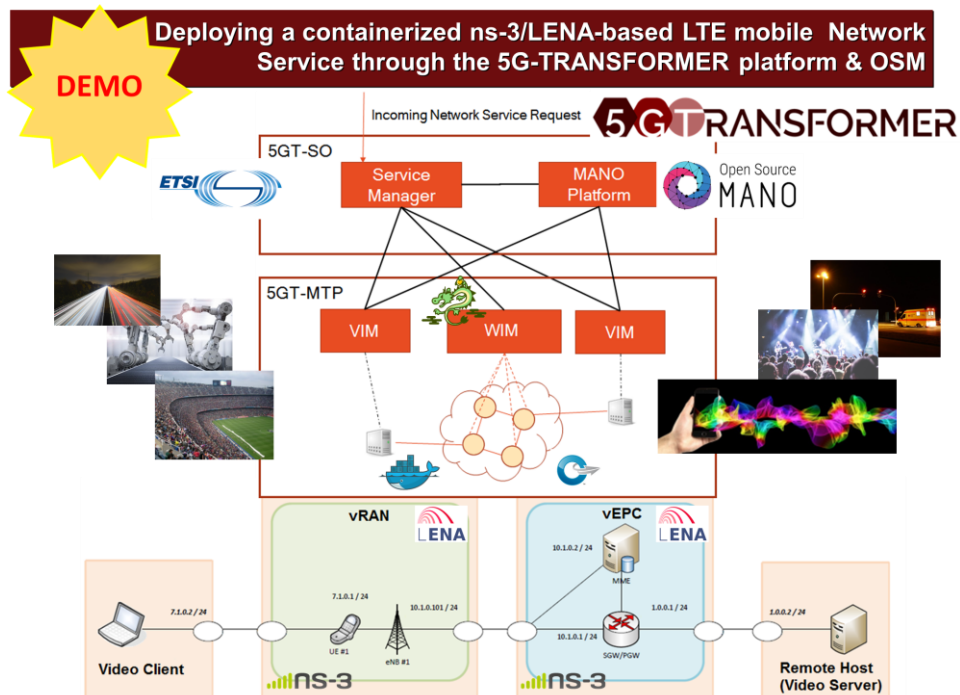 Deploying a containerized ns-3/LENA-based LTE mobile Network
Service through the 5G-TRANSFORMER platform & OSM
DEMO
Incoming Network Service Request
5GTRANSFORMER
5GT-SO
ETSI
Service
Manager
MANO
Platform
Open Source
MANO
5GT-MTP
VIM
WIM
VIM
vRAN
LENA
vEPC
LENA
10.1.0.2 / 24
MME
7.1.0.2 / 24
7.1.0.1 / 24
10.1.0.101 / 24
10.1.0.1 / 24
1.0.0.1 / 24
1.0.0.2 / 24
UE #1
eNB #1
SGW/PGW
Video Client
Remote Host
(Video Server)
ns-3
ns-3